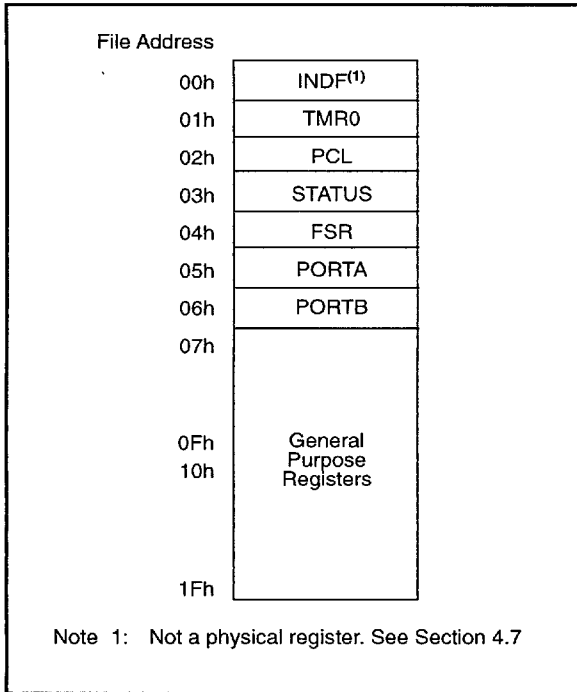 File Address
00h INDF(1)
01h TMR0
02h PCL
03h STATUS
04h FSR
05h PORTA
06h PORTB
07h
0Fh General
Purpose
10h Registers
1Fh
Note 1: Not a physical register. See Section 4.7